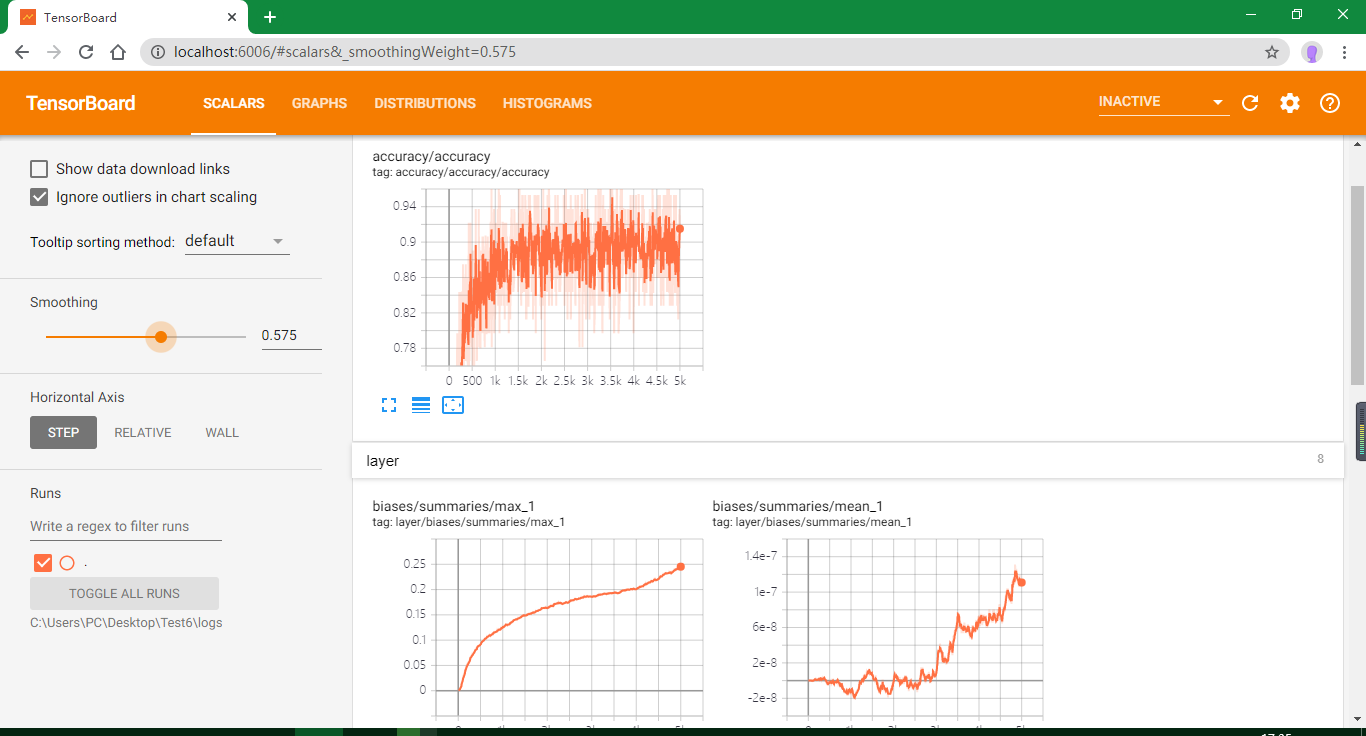 TensorBoard
localhost:6006/#scalars&_smoothingWeight=0.575
TensorBoard SCALARS GRAPHS DISTRIBUTIONS HISTOGRAMS INACTIVE
Show data download links
Ignore outliers in chart scaling
Tooltip sorting method: default
Smoothing
0.575
Horizontal Axis
STEP RELATIVE WALL
Runs
Write a regex to filter runs
.
TOGGLE ALL RUNS
C:\Users\PC\Desktop\Test6\logs
accuracy/accuracy
tag: accuracy/accuracy/accuracy
0.94
0.9
0.86
0.82
0.78
0 500 1k 1.5k 2k 2.5k 3k 3.5k 4k 4.5k 5k
layer 8
biases/summaries/max_1
tag: layer/biases/summaries/max_1
0.25
0.2
0.15
0.1
0.05
0
biases/summaries/mean_1
tag: layer/biases/summaries/mean_1
1.4e-7
1e-7
6e-8
2e-8
-2e-8